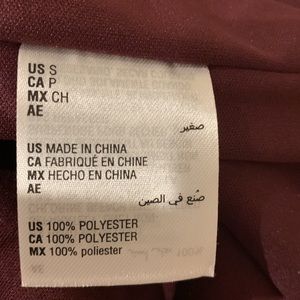 US S
CA P
MX CH
AE
صغير
US MADE IN CHINA
CA FABRIQUÉ EN CHINE
MX HECHO EN CHINA
AE
صُنع في الصين
US 100% POLYESTER
CA 100% POLYESTER
MX 100% poliester